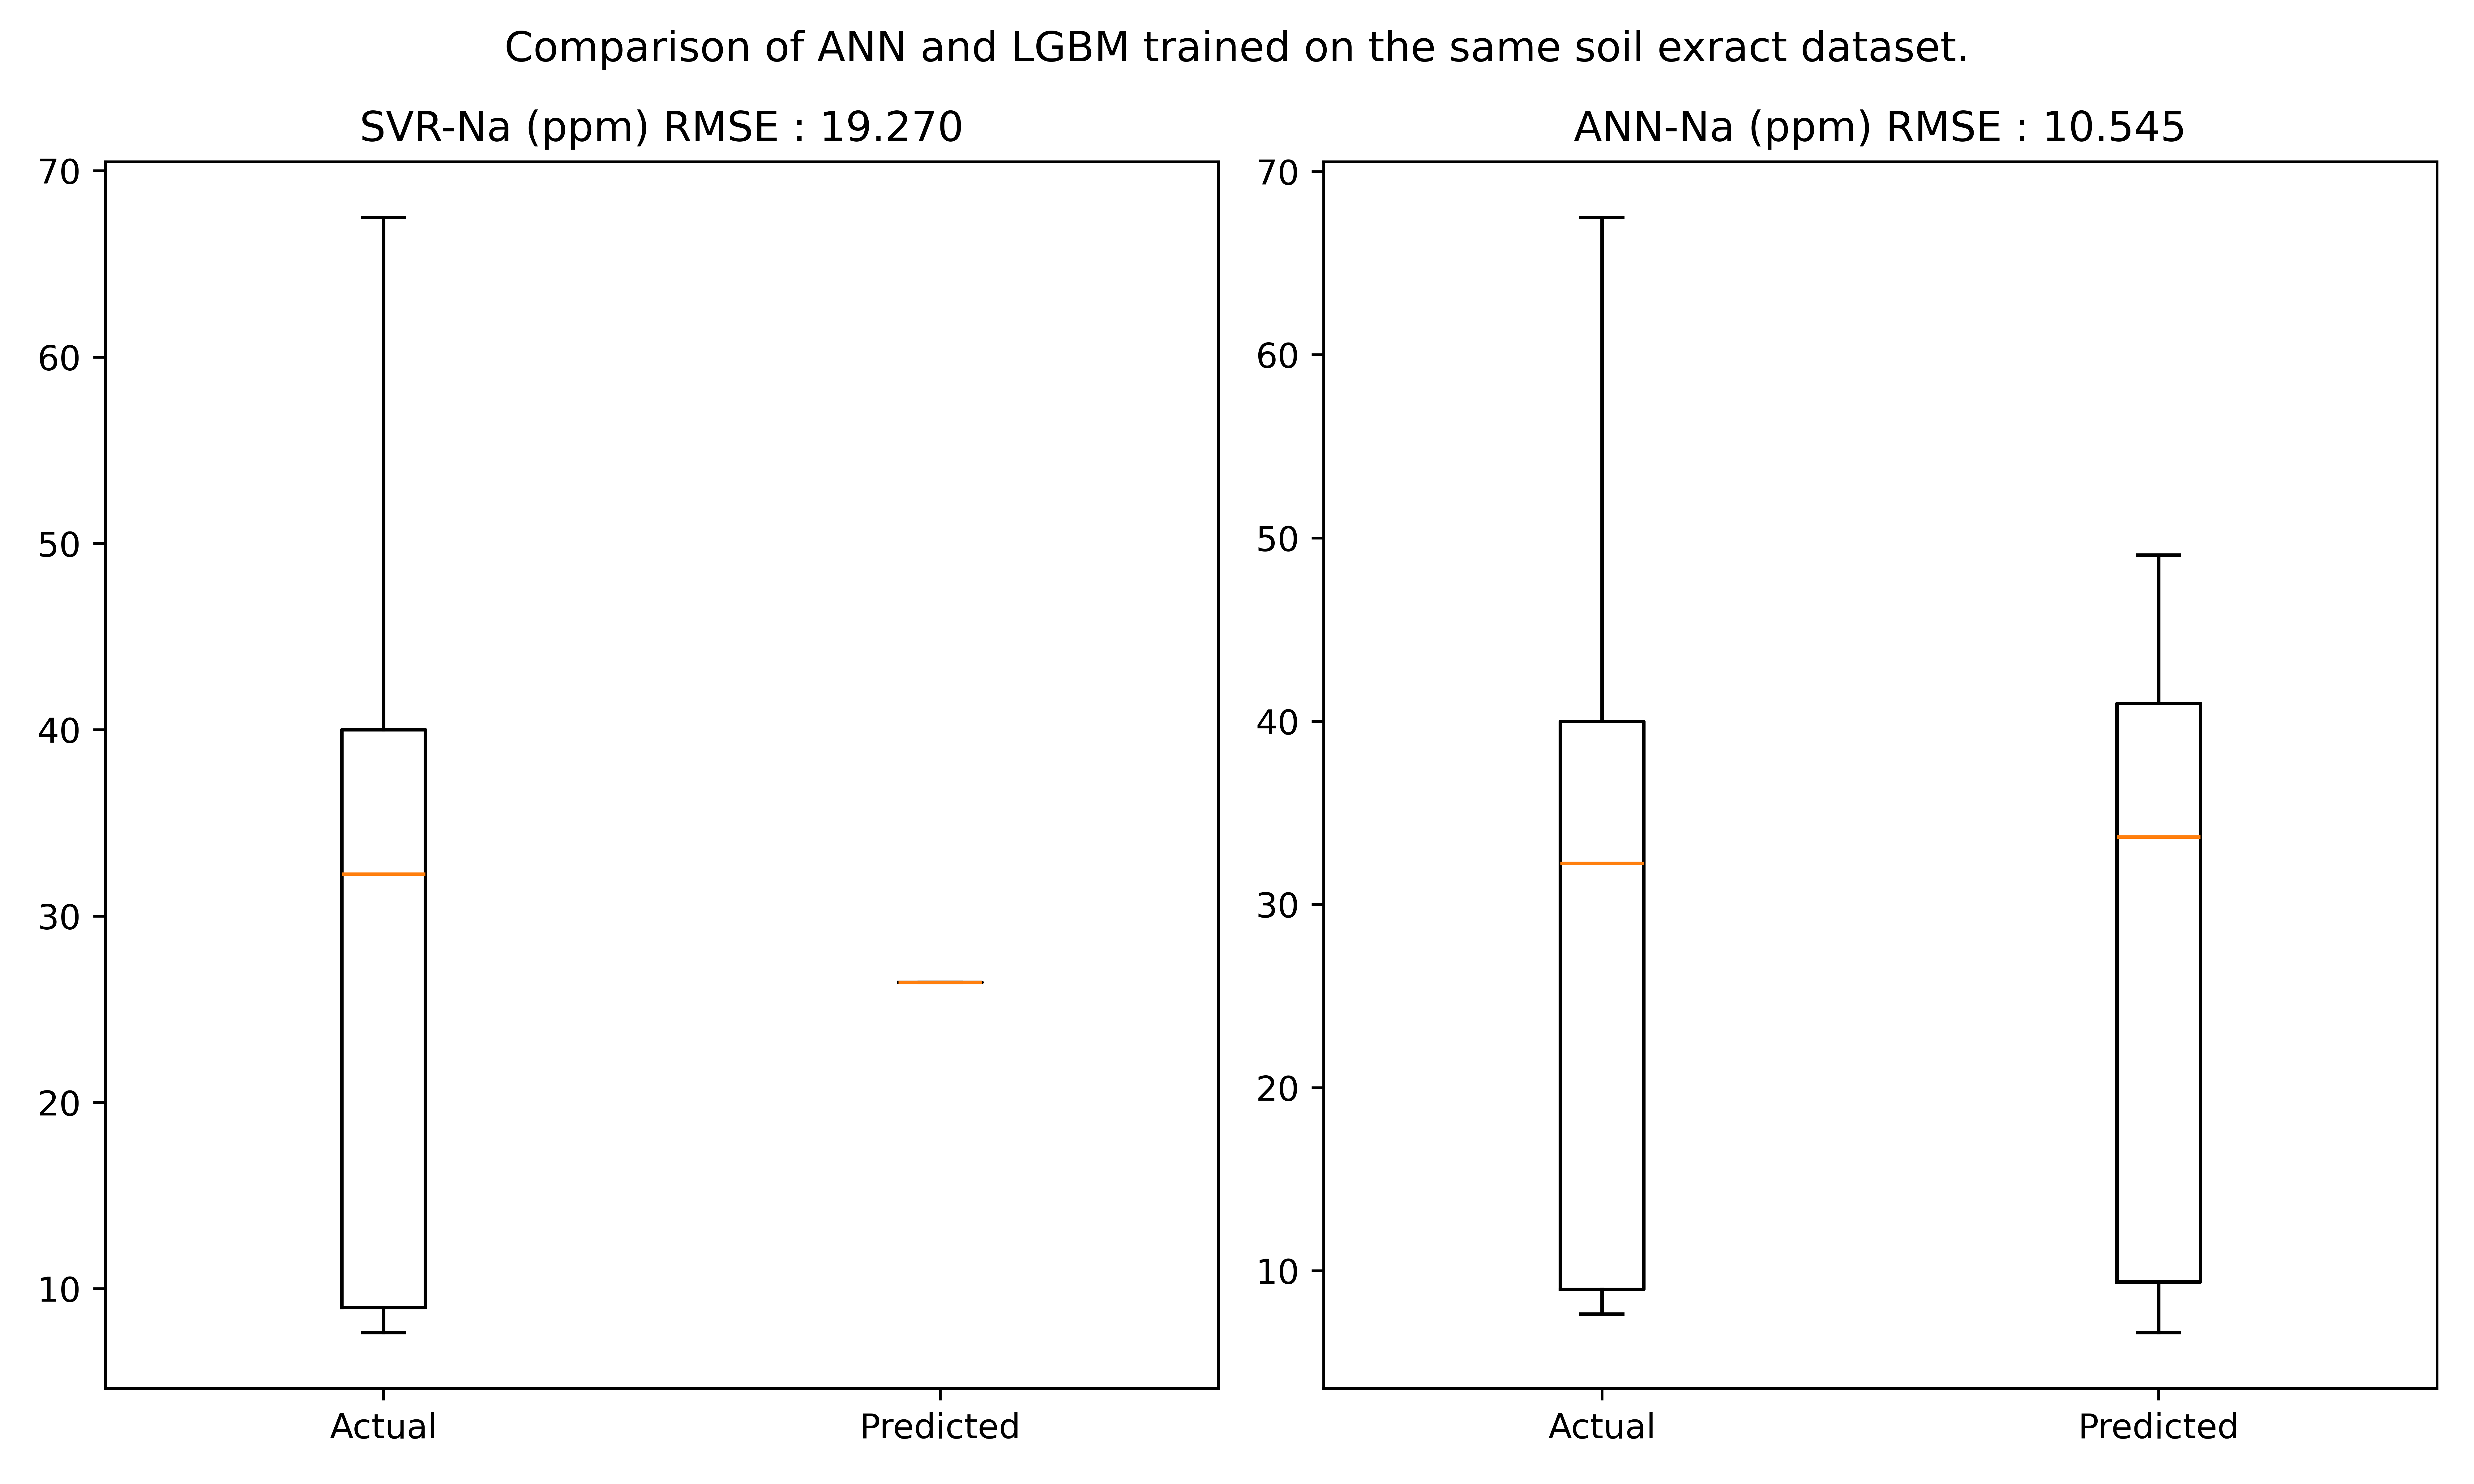 Comparison of ANN and LGBM trained on the same soil exract dataset.
SVR-Na (ppm) RMSE : 19.270
70
60
50
40
30
20
10
Actual Predicted
ANN-Na (ppm) RMSE : 10.545
70
60
50
40
30
20
10
Actual Predicted